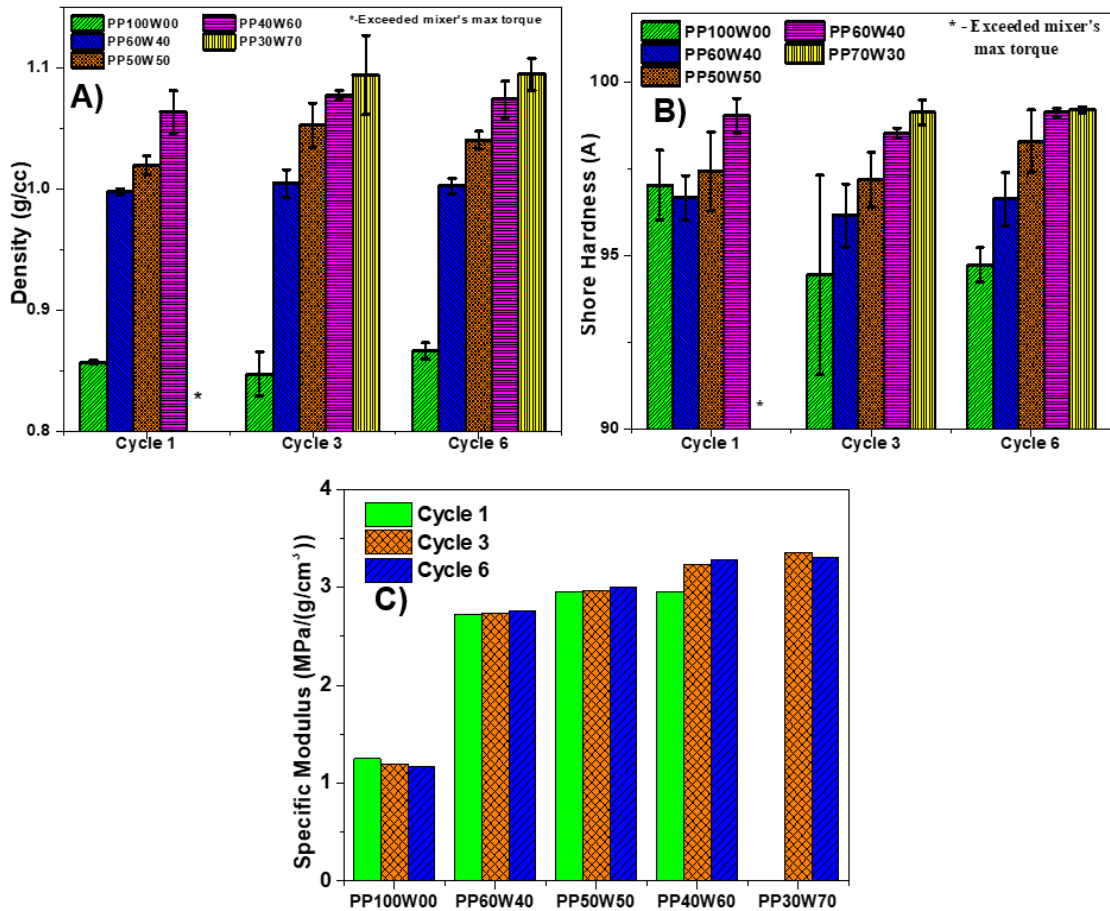 PP100W00 PP40W60 *-Exceeded mixer's max torque
PP60W40 PP30W70
PP50W50
A)
Density (g/cc)
1.1
1.0
0.9
0.8
Cycle 1 Cycle 3 Cycle 6
*
PP100W00 PP60W40 * - Exceeded mixer's
PP60W40 PP70W30 max torque
PP50W50
B)
Shore Hardness (A)
100
95
90
Cycle 1 Cycle 3 Cycle 6
*
Cycle 1
Cycle 3
Cycle 6
C)
Specific Modulus (MPa/(g/cm³))
4
3
2
1
0
PP100W00 PP60W40 PP50W50 PP40W60 PP30W70